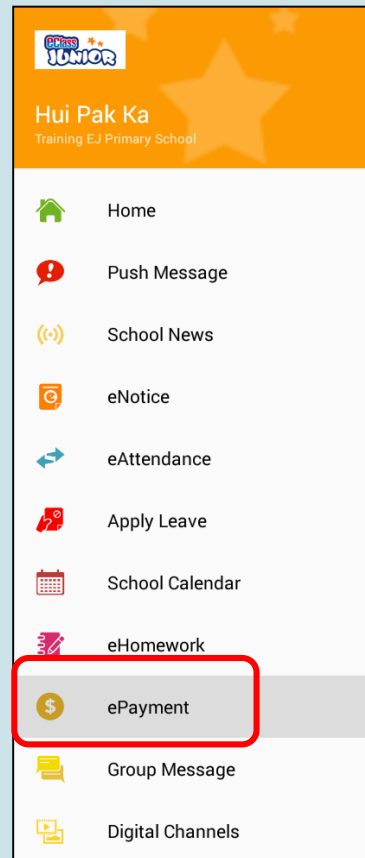 eClass
JUNIOR
Hui Pak Ka
Training EJ Primary School
Home
Push Message
School News
eNotice
eAttendance
Apply Leave
School Calendar
eHomework
$ ePayment
Group Message
Digital Channels